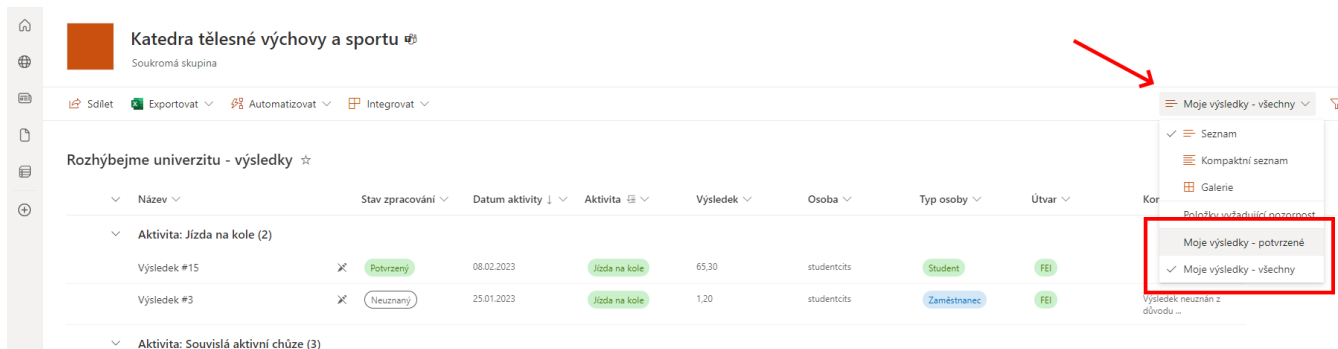 Katedra tělesné výchovy a sportu
Soukromá skupina
Sdílet Exportovat Automatizovat Integrovat Moje výsledky - všechny
Seznam
Kompaktní seznam
Galerie
Položky vyžadující pozornost
Moje výsledky - potvrzené
Moje výsledky - všechny
Rozhýbejme univerzitu - výsledky
Název Stav zpracování Datum aktivity Aktivita Výsledek Osoba Typ osoby Útvar Kor
Aktivita: Jízda na kole (2)
Výsledek #15 Potvrzený 08.02.2023 Jízda na kole 65,30 studentcits Student FEI
Výsledek #3 Neuznaný 25.01.2023 Jízda na kole 1,20 studentcits Zaměstnanec FEI Výsledek neuznán z
důvodu ...
Aktivita: Souvislá aktivní chůze (3)